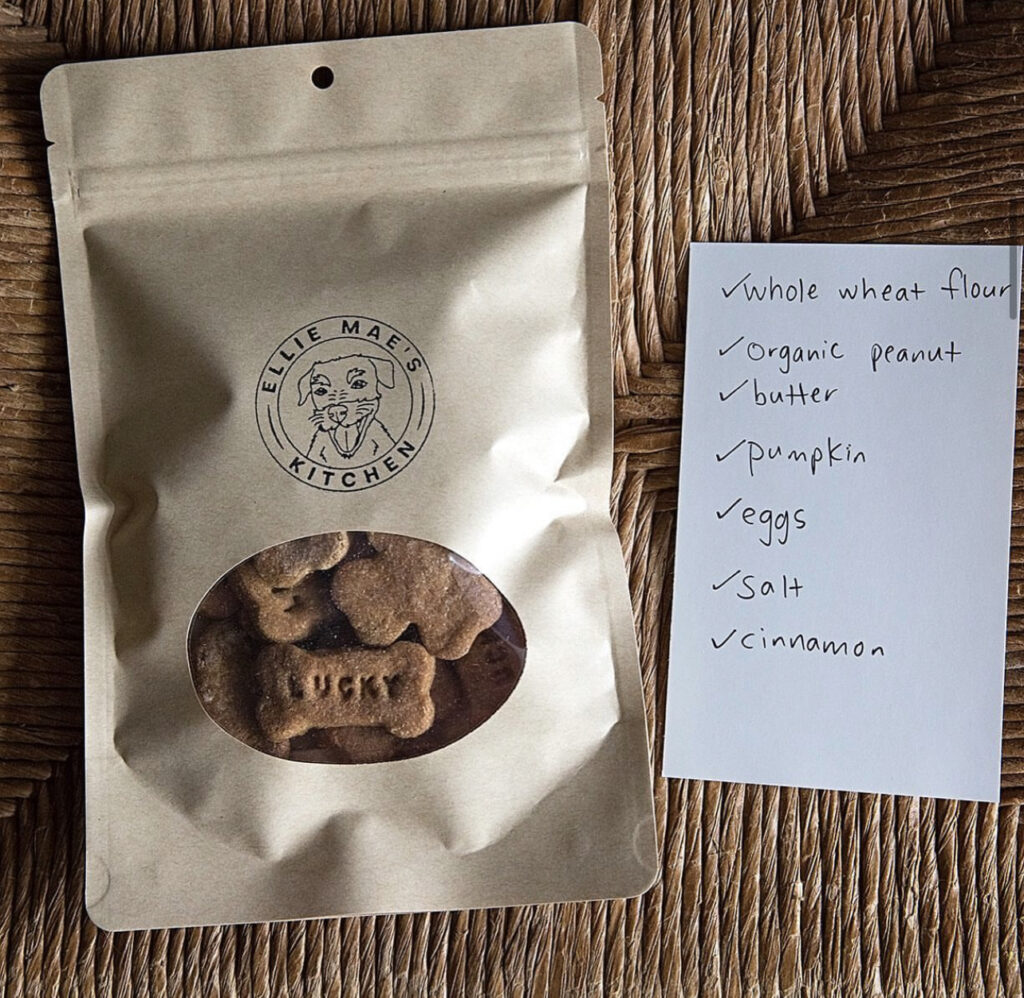 ELLIE MAE'S
KITCHEN
LUCKY
✓whole wheat flour
✓organic peanut
✓butter
✓pumpkin
✓eggs
✓salt
✓cinnamon